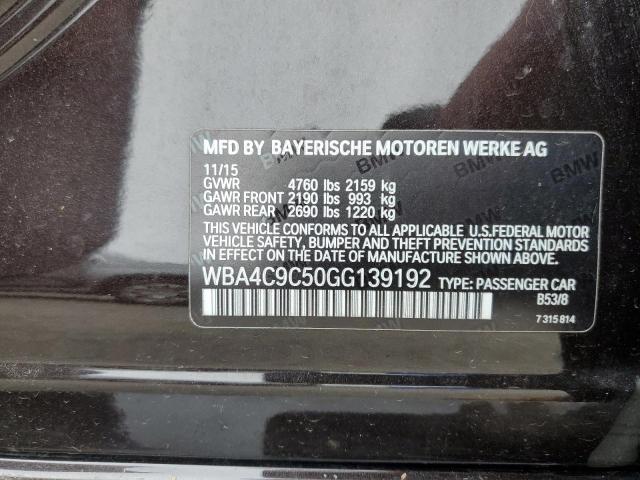 MFD BY BAYERISCHE MOTOREN WERKE AG
11/15
GVWR 4760 lbs 2159 kg
GAWR FRONT 2190 lbs 993 kg
GAWR REAR 2690 lbs 1220 kg
THIS VEHICLE CONFORMS TO ALL APPLICABLE U.S.FEDERAL MOTOR
VEHICLE SAFETY, BUMPER AND THEFT PREVENTION STANDARDS
IN EFFECT ON THE DATE OF MANUFACTURE SHOWN ABOVE.
WBA4C9C50GG139192 TYPE: PASSENGER CAR
B53/8
7 315 814